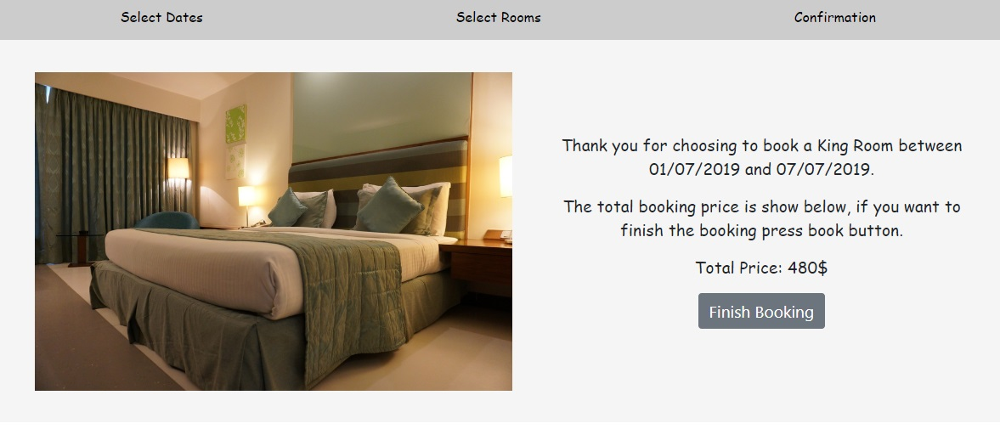 Select Dates
Select Rooms
Confirmation
Thank you for choosing to book a King Room between
01/07/2019 and 07/07/2019.
The total booking price is show below, if you want to
finish the booking press book button.
Total Price: 480$
Finish Booking